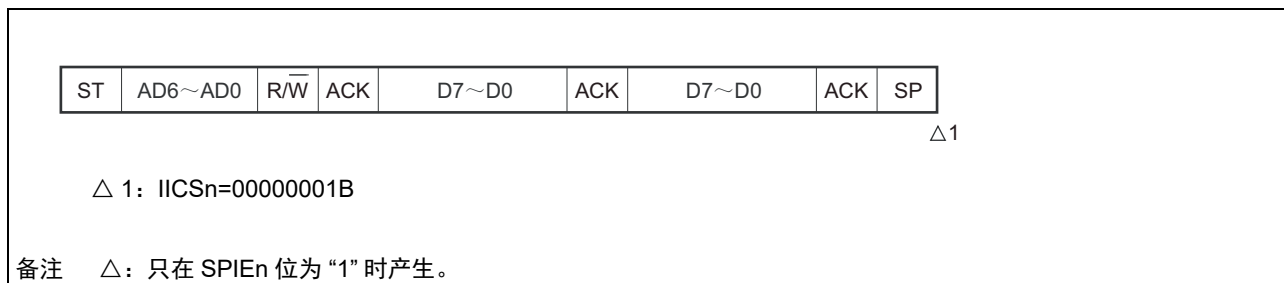 ST AD6～AD0 R/W̅ ACK D7～D0 ACK D7～D0 ACK SP
△1
△ 1：IICSn=00000001B
备注 △：只在 SPIEn 位为 “1” 时产生。